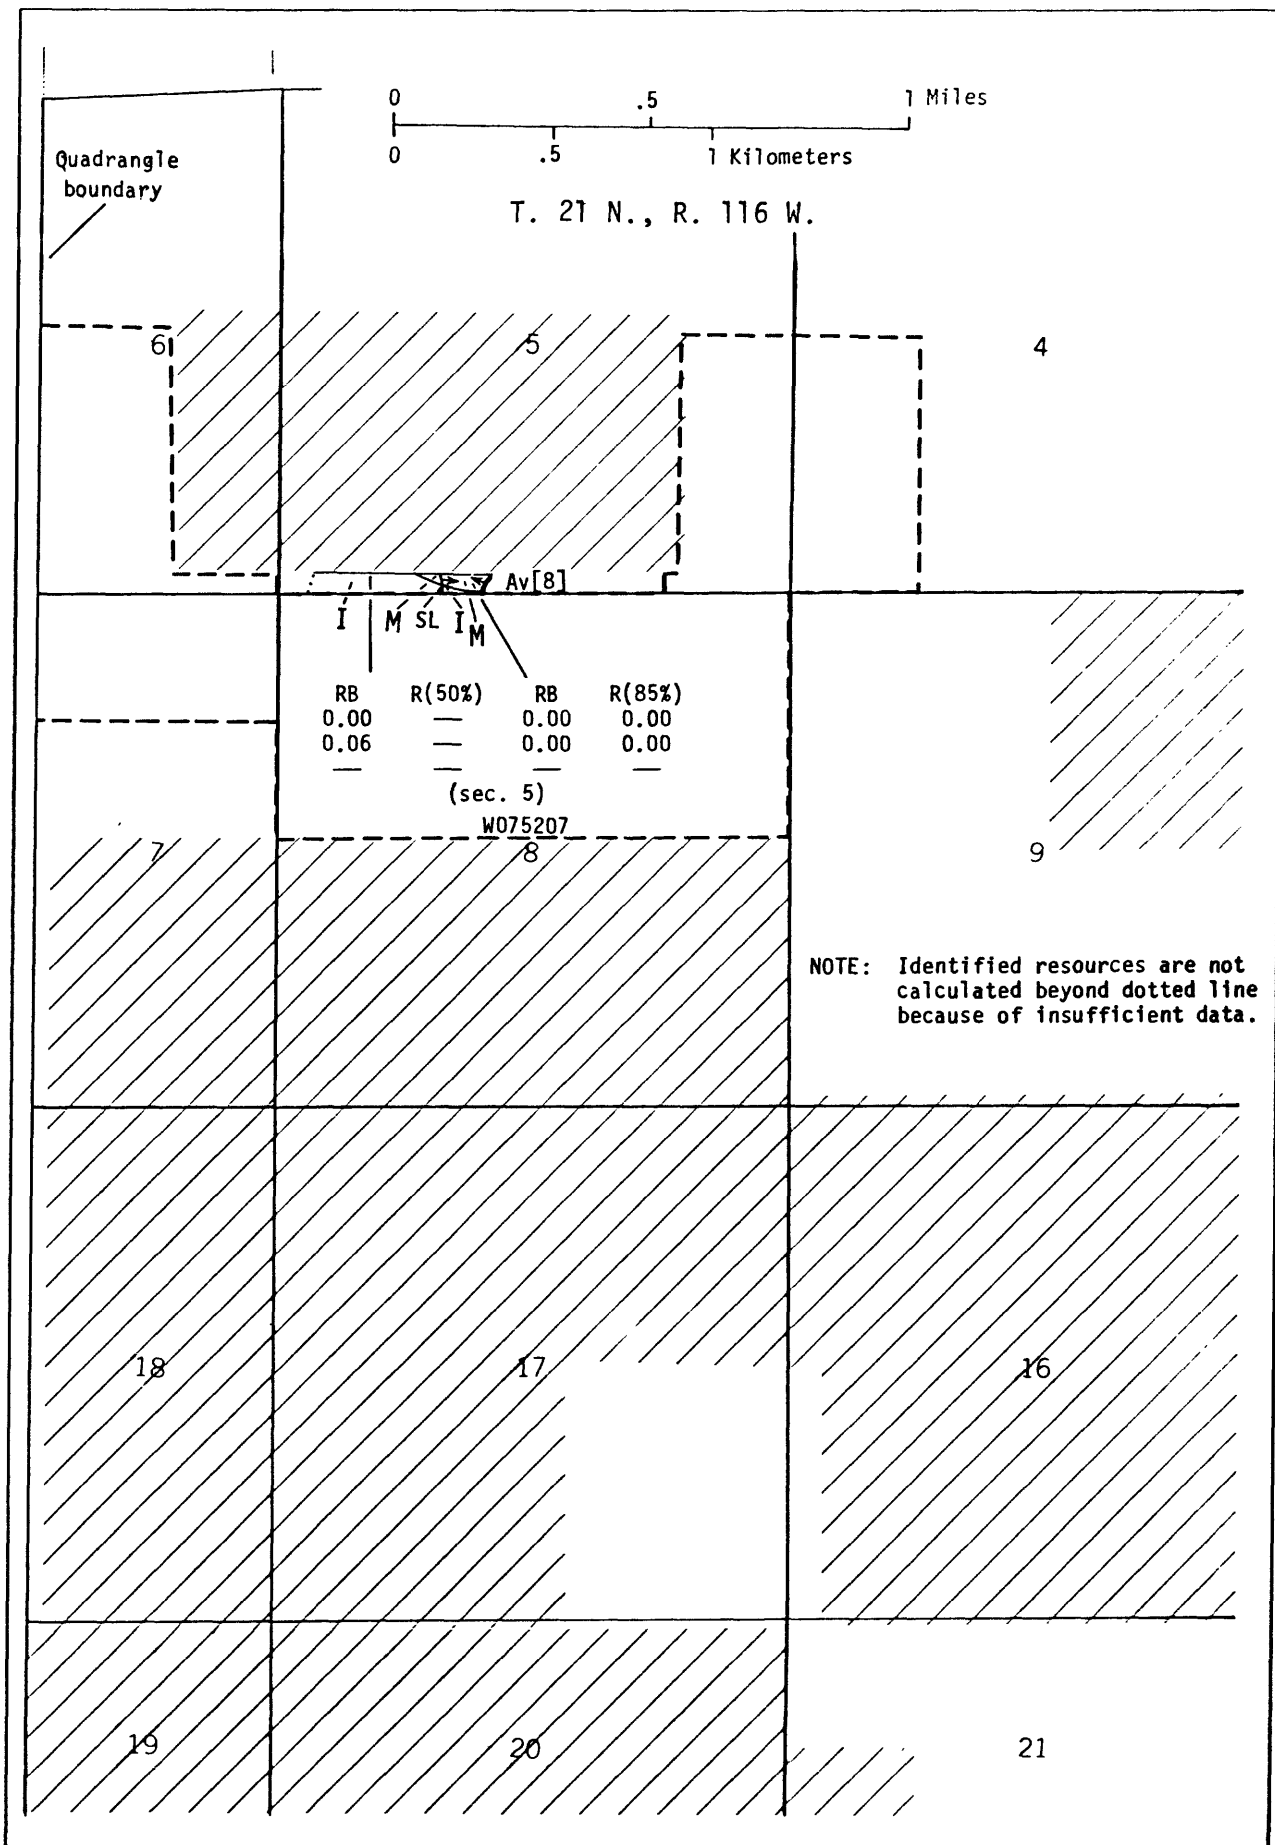 0 .5 1 Miles
0 .5 1 Kilometers
Quadrangle
boundary
T. 21 N., R. 116 W.
6 5 4
Av[8]
I M SL I M
RB R(50%) RB R(85%)
0.00 — 0.00 0.00
0.06 — 0.00 0.00
— — — —
(sec. 5)
W075207
7 8 9
NOTE: Identified resources are not
calculated beyond dotted line
because of insufficient data.
18 17 16
19 20 21